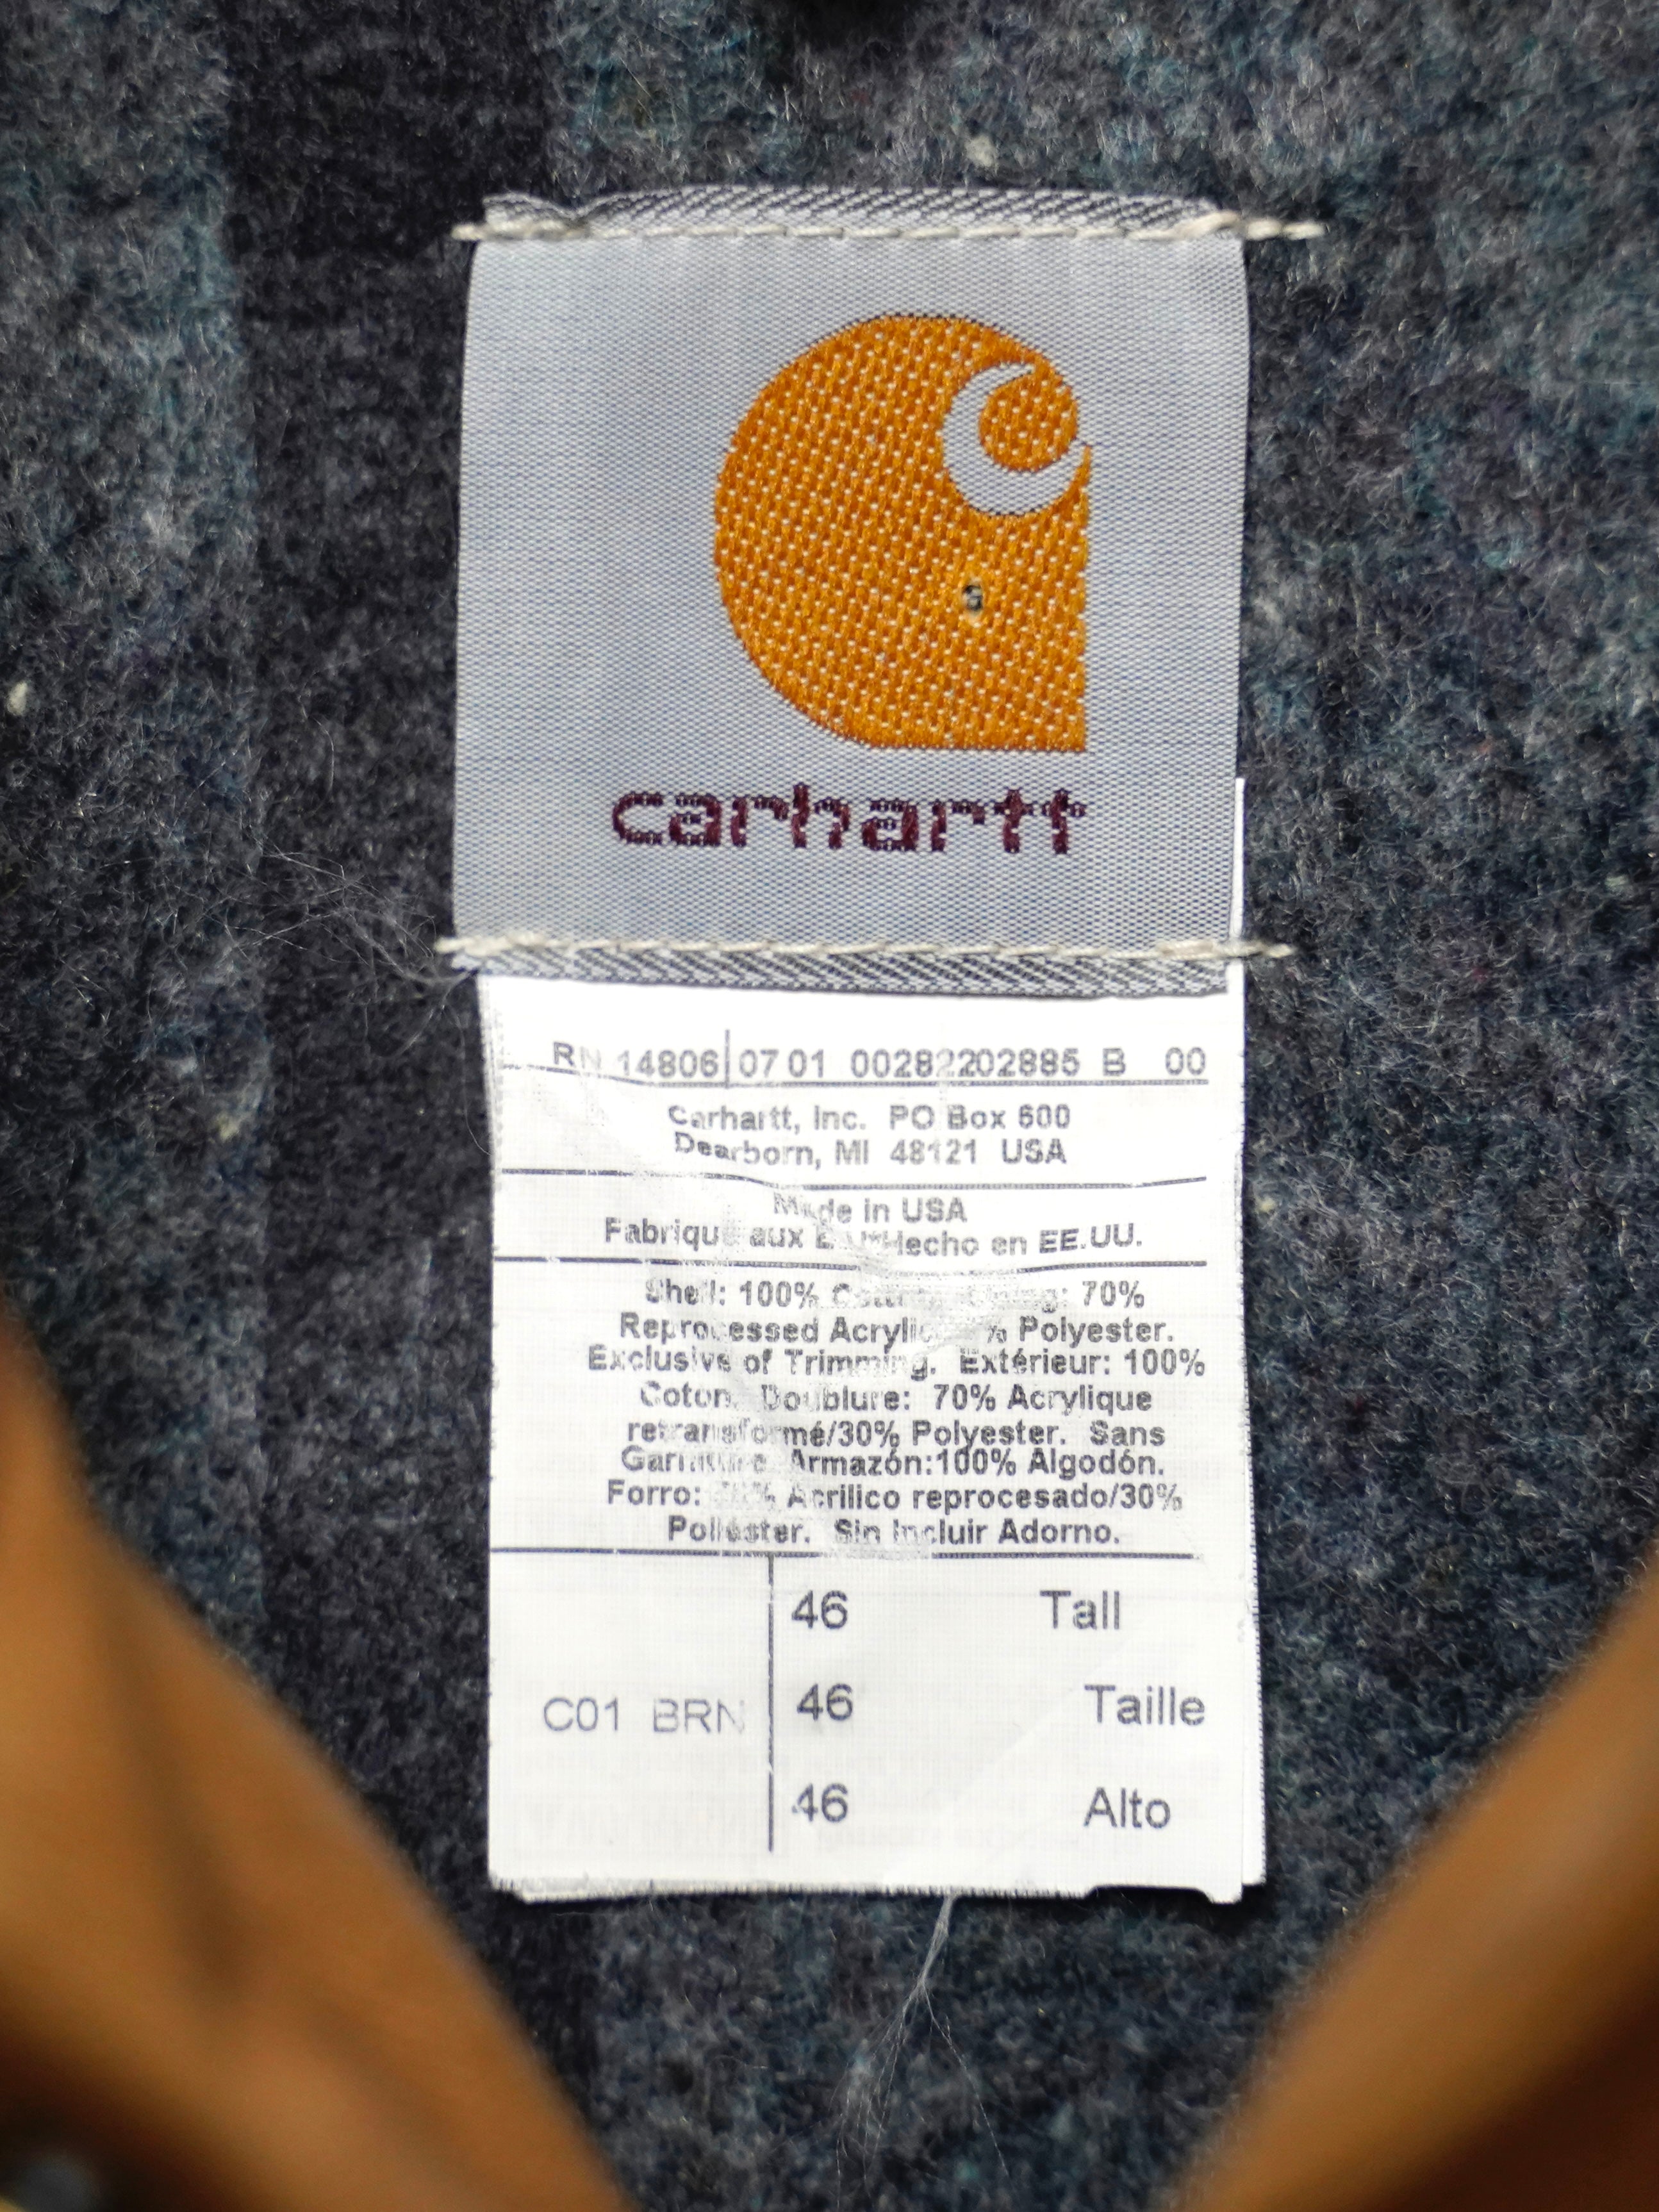 carhartt
RN 14806 07 01 00282202885 B 00
Carhartt, Inc. PO Box 600
Dearborn, MI 48121 USA
Made in USA
Fabriqu aux E.U*Hecho en EE.UU.
Shell: 100% Lining: 70%
Reprocessed Acrylic % Polyester.
Exclusive of Trimming. Extérieur: 100%
Coton. Doublure: 70% Acrylique
retransformé/30% Polyester. Sans
Garniture. Armazón:100% Algodón.
Forro: Acrilico reprocesado/30%
Poliéster. Sin Incluir Adorno.
46 Tall
C01 BRN 46 Taille
46 Alto